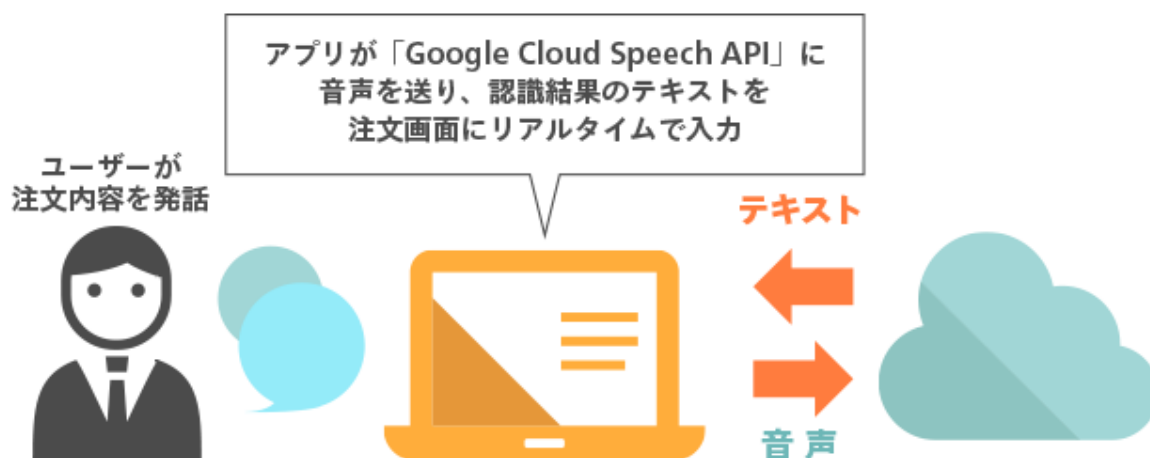 アプリが「Google Cloud Speech API」に
音声を送り、認識結果のテキストを
注文画面にリアルタイムで入力
ユーザーが
注文内容を発話
テキスト
音声